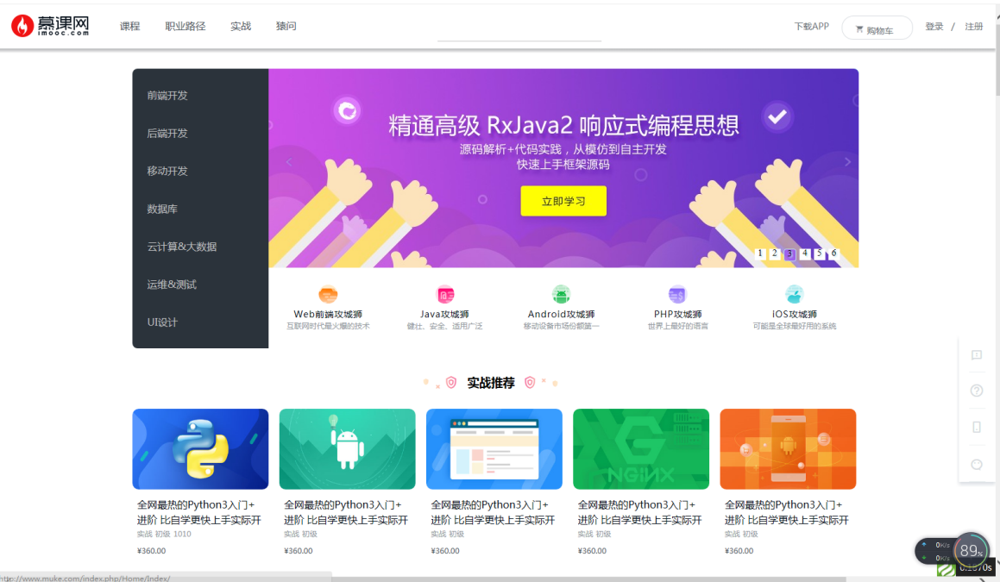 慕课网
imooc.com
课程
职业路径
实战
猿问
下载APP
购物车
登录 / 注册
前端开发
后端开发
移动开发
数据库
云计算&大数据
运维&测试
UI设计
精通高级 RxJava2 响应式编程思想
源码解析+代码实践，从模仿到自主开发
快速上手框架源码
立即学习
1 2 3 4 5 6
Web前端攻城狮
互联网时代最火爆的技术
Java攻城狮
健壮、安全、适用广泛
Android攻城狮
移动设备市场份额第一
PHP攻城狮
世界上最好的语言
iOS攻城狮
可能是全球最好用的系统
实战推荐
全网最热的Python3入门+
进阶 比自学更快上手实际开
实战 初级 1010
¥360.00
全网最热的Python3入门+
进阶 比自学更快上手实际开
实战 初级
¥360.00
全网最热的Python3入门+
进阶 比自学更快上手实际开
实战 初级
¥360.00
NGINX
全网最热的Python3入门+
进阶 比自学更快上手实际开
实战 初级
¥360.00
全网最热的Python3入门+
进阶 比自学更快上手实际开
实战 初级
¥360.00
0K/s
0K/s
89%
http://www.muke.com/index.php/Home/Index/